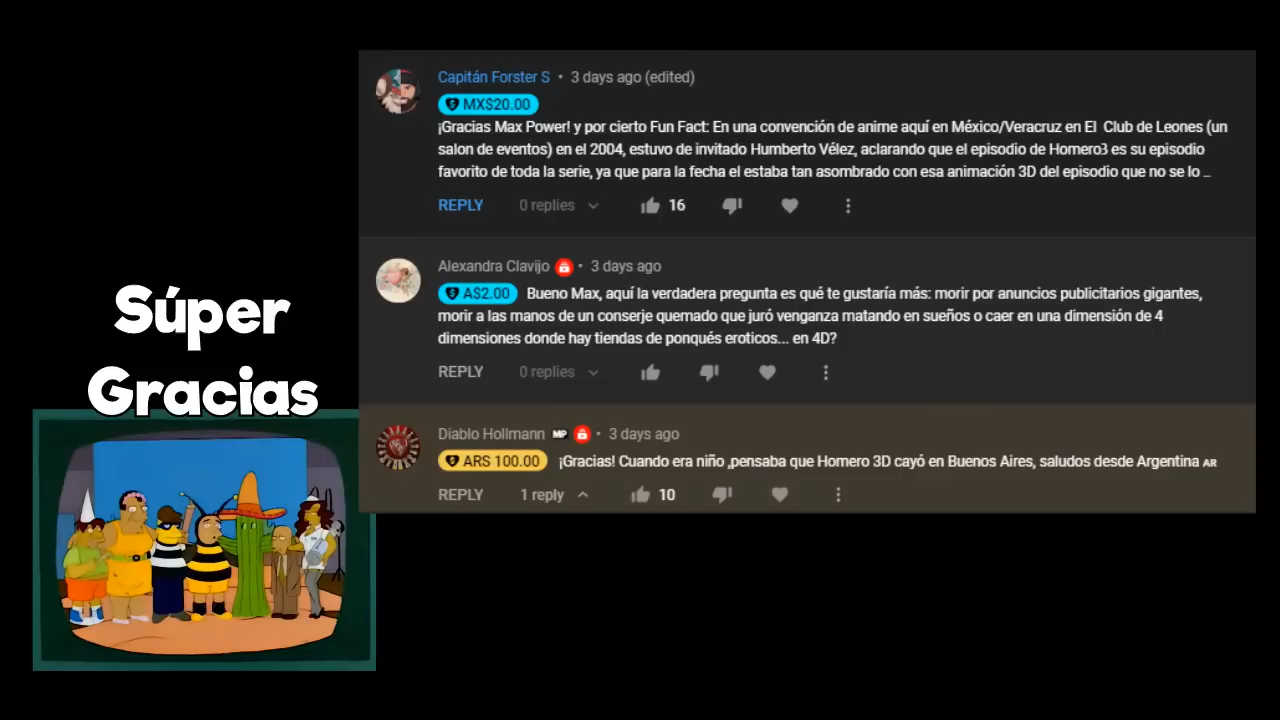 Súper
Gracias
Capitán Forster S • 3 days ago (edited)
MX$20.00
¡Gracias Max Power! y por cierto Fun Fact: En una convención de anime aquí en México/Veracruz en El Club de Leones (un
salon de eventos) en el 2004, estuvo de invitado Humberto Vélez, aclarando que el episodio de Homero3 es su episodio
favorito de toda la serie, ya que para la fecha el estaba tan asombrado con esa animación 3D del episodio que no se lo ...
REPLY 0 replies 16
Alexandra Clavijo • 3 days ago
A$2.00 Bueno Max, aquí la verdadera pregunta es qué te gustaría más: morir por anuncios publicitarios gigantes,
morir a las manos de un conserje quemado que juró venganza matando en sueños o caer en una dimensión de 4
dimensiones donde hay tiendas de ponqués eroticos... en 4D?
REPLY 0 replies
Diablo Hollmann MP • 3 days ago
ARS 100.00 ¡Gracias! Cuando era niño ,pensaba que Homero 3D cayó en Buenos Aires, saludos desde Argentina AR
REPLY 1 reply 10